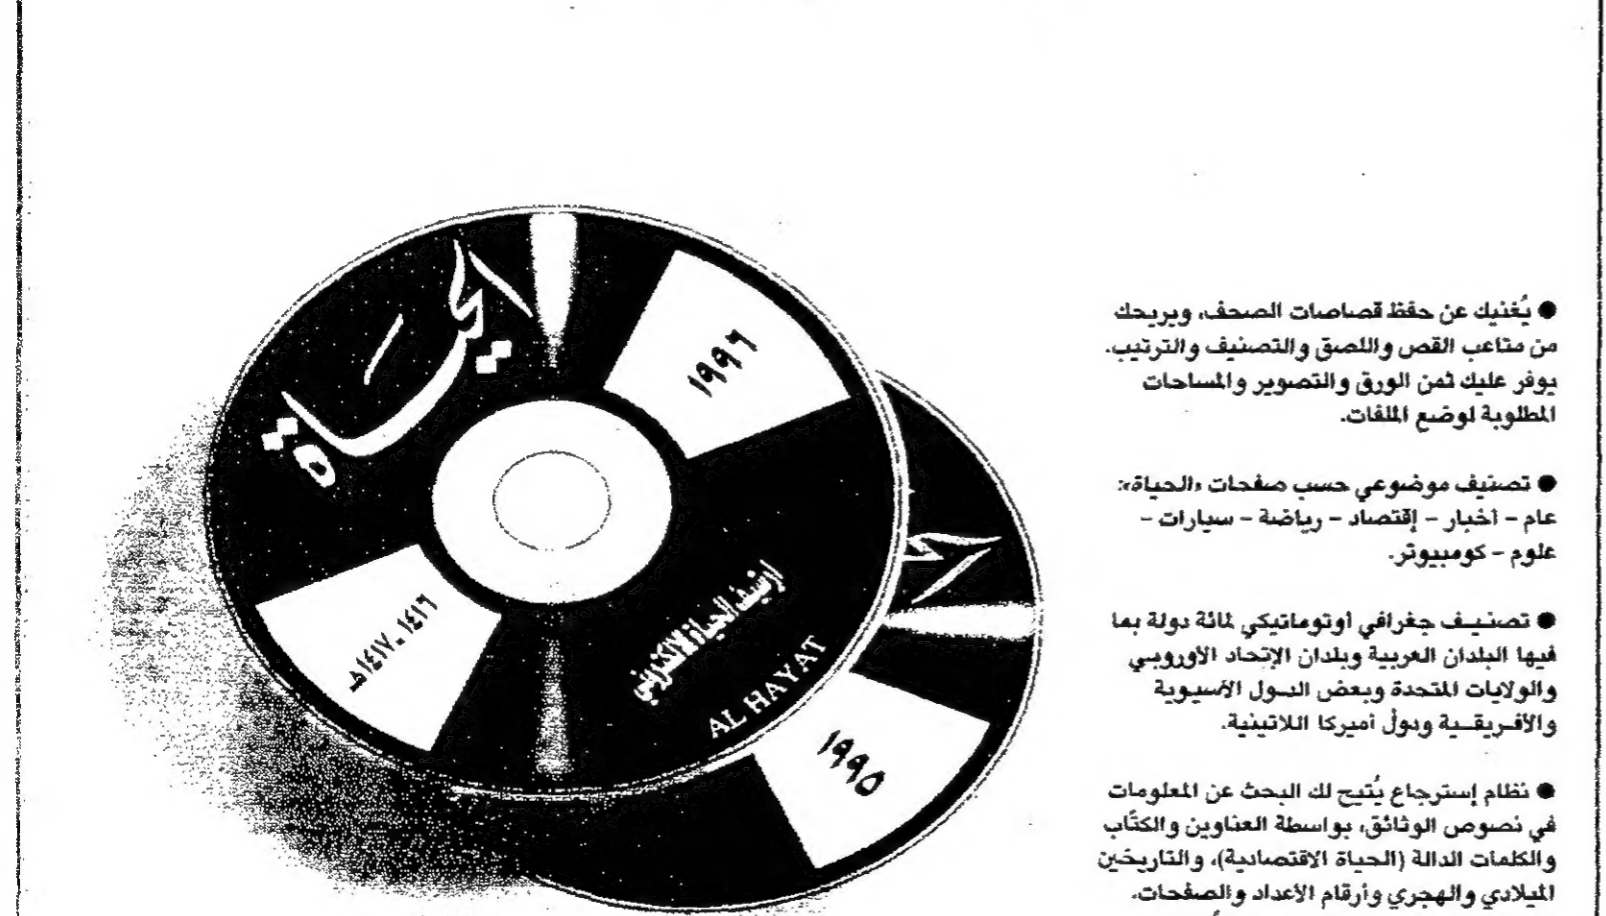 ● يُغنيك عن حفظ قصاصات الصحف، ويريحك
من متاعب القص واللصق والتصنيف والترتيب.
يوفر عليك ثمن الورق والتصوير والمساحات
المطلوبة لوضع الملفات.
● تصنيف موضوعي حسب صفحات «الحياة»:
عام - أخبار - إقتصاد - رياضة - سيارات -
علوم - كومبيوتر.
● تصنيف جغرافي أوتوماتيكي لمائة دولة بما
فيها البلدان العربية وبلدان الإتحاد الأوروبي
والولايات المتحدة وبعض الدول الآسيوية
والأفريقية ودول أميركا اللاتينية.
● نظام إسترجاع يُتيح لك البحث عن المعلومات
في نصوص الوثائق، بواسطة العناوين والكتّاب
والكلمات الدالة (الحياة الاقتصادية)، والتاريخين
الميلادي والهجري وأرقام الأعداد والصفحات.
الحياة
١٩٩٦
١٤١٦ - ١٤١٧هـ
ارشيف الحياة الالكتروني
AL HAYAT
١٩٩٥